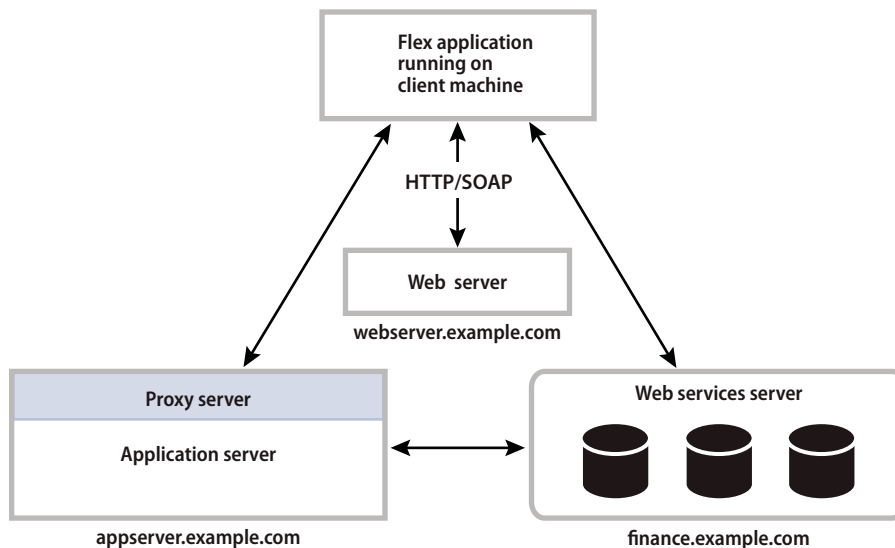 Flex application
running on
client machine
HTTP/SOAP
Web server
webserver.example.com
Proxy server
Application server
appserver.example.com
Web services server
finance.example.com